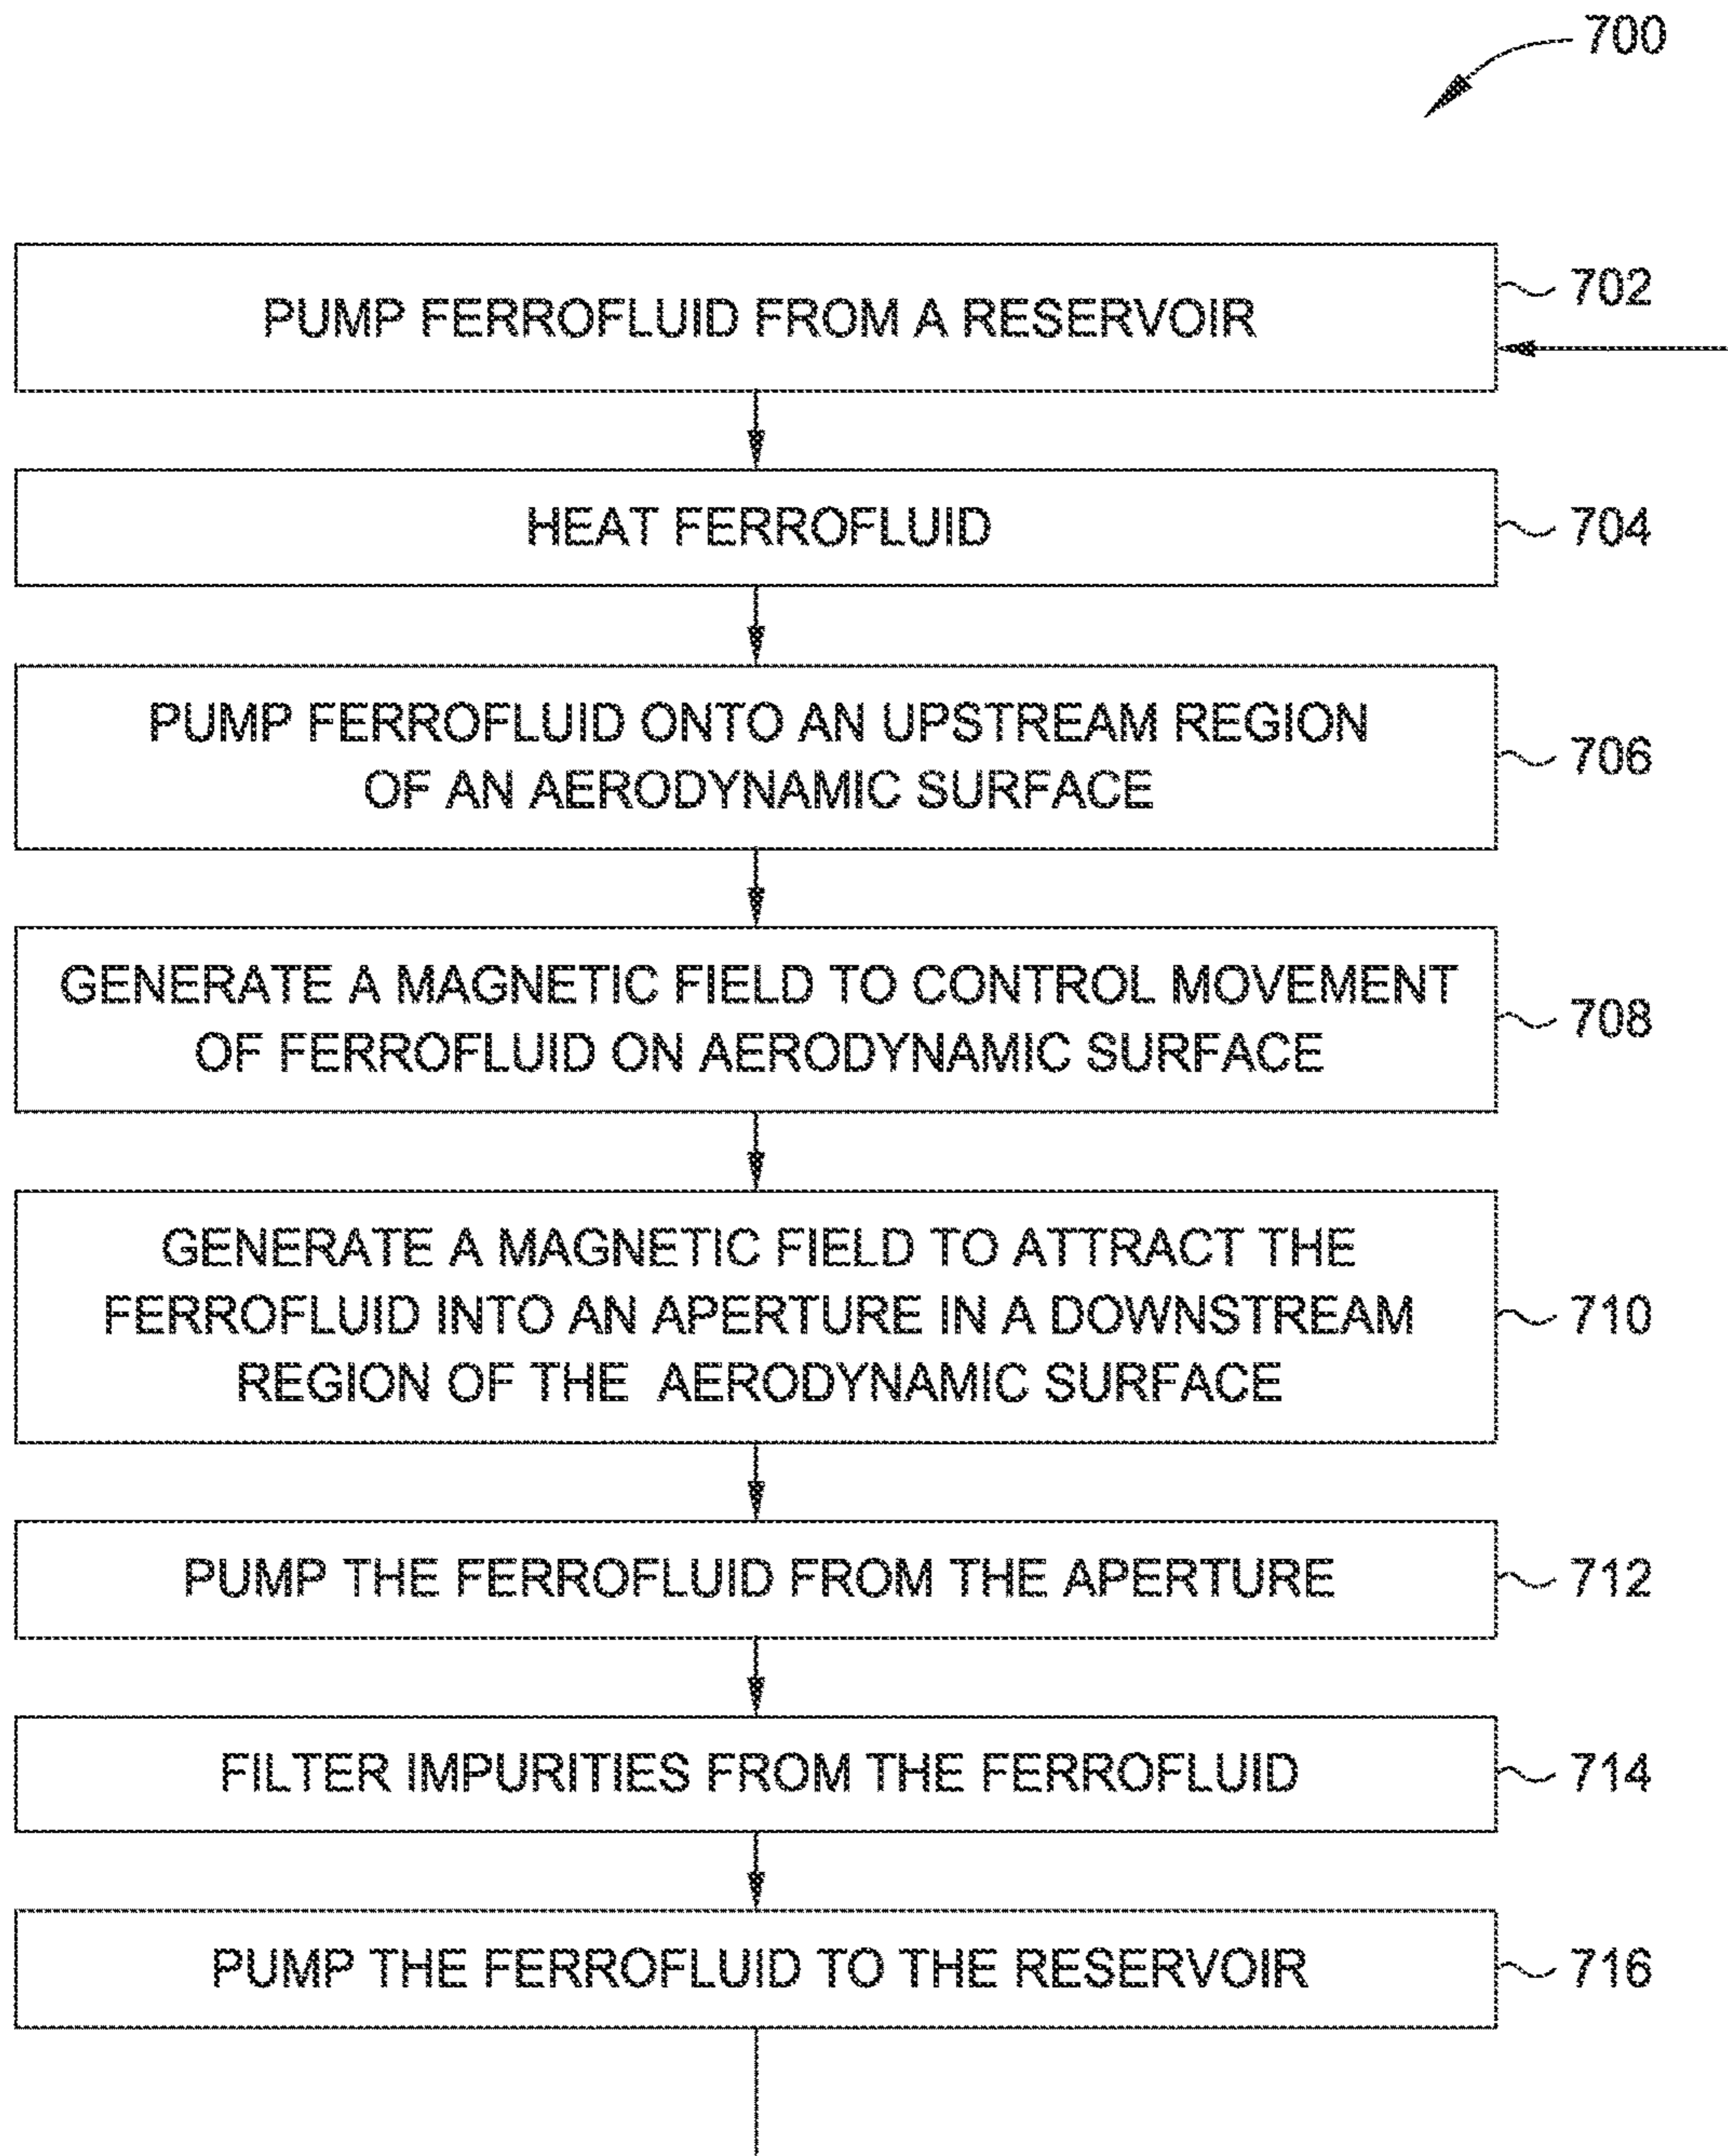 700
PUMP FERROFLUID FROM A RESERVOIR
702
HEAT FERROFLUID
704
PUMP FERROFLUID ONTO AN UPSTREAM REGION
OF AN AERODYNAMIC SURFACE
706
GENERATE A MAGNETIC FIELD TO CONTROL MOVEMENT
OF FERROFLUID ON AERODYNAMIC SURFACE
708
GENERATE A MAGNETIC FIELD TO ATTRACT THE
FERROFLUID INTO AN APERTURE IN A DOWNSTREAM
REGION OF THE AERODYNAMIC SURFACE
710
PUMP THE FERROFLUID FROM THE APERTURE
712
FILTER IMPURITIES FROM THE FERROFLUID
714
PUMP THE FERROFLUID TO THE RESERVOIR
716